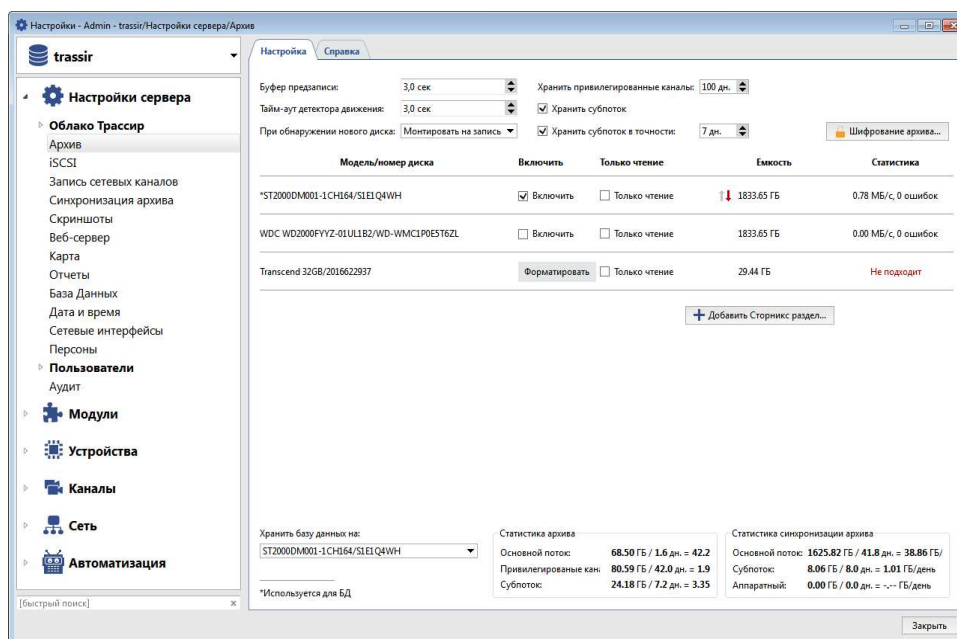 Настройки - Admin - trassir/Настройки сервера/Архив
trassir
Настройки сервера
Облако Трассир
Архив
iSCSI
Запись сетевых каналов
Синхронизация архива
Скриншоты
Веб-сервер
Карта
Отчеты
База Данных
Дата и время
Сетевые интерфейсы
Персоны
Пользователи
Аудит
Модули
Устройства
Каналы
Сеть
Автоматизация
[быстрый поиск]
Настройка Справка
Буфер предзаписи: 3,0 сек Хранить привилегированные каналы: 100 дн.
Тайм-аут детектора движения: 3,0 сек Хранить субпоток
При обнаружении нового диска: Монтировать на запись Хранить субпоток в точности: 7 дн. Шифрование архива...
Модель/номер диска Включить Только чтение Емкость Статистика
*ST2000DM001-1CH164/S1E1Q4WH Включить Только чтение 1833.65 ГБ 0.78 МБ/с, 0 ошибок
WDC WD2000FYYZ-01UL1B2/WD-WMC1P0E5T6ZL Включить Только чтение 1833.65 ГБ 0.00 МБ/с, 0 ошибок
Transcend 32GB/2016622937 Форматировать Только чтение 29.44 ГБ Не подходит
Добавить Сторникс раздел...
Хранить базу данных на:
ST2000DM001-1CH164/S1E1Q4WH
*Используется для БД
Статистика архива
Основной поток: 68.50 ГБ / 1.6 дн. = 42.2
Привилегированые кана 80.59 ГБ / 42.0 дн. = 1.9
Субпоток: 24.18 ГБ / 7.2 дн. = 3.35
Статистика синхронизации архива
Основной поток: 1625.82 ГБ / 41.8 дн. = 38.86 ГБ/
Субпоток: 8.06 ГБ / 8.0 дн. = 1.01 ГБ/день
Аппаратный: 0.00 ГБ / 0.0 дн. = -.-- ГБ/день
Закрыть